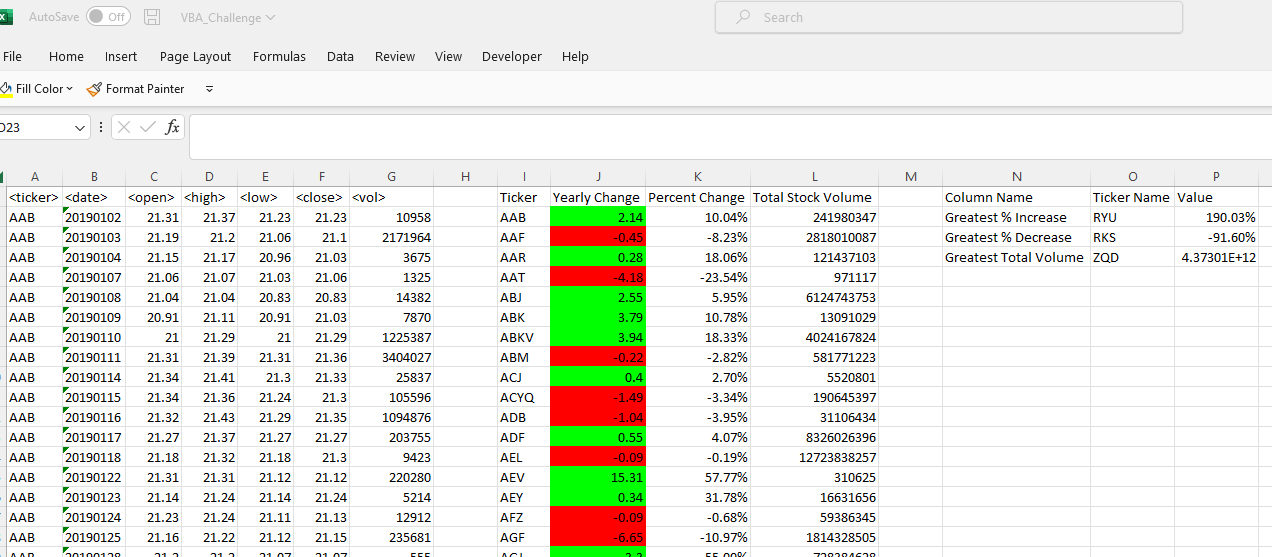 AutoSave Off VBA_Challenge Search
File Home Insert Page Layout Formulas Data Review View Developer Help
Fill Color Format Painter
fx
A B C D E F G H I J K L M N O P
<ticker> <date> <open> <high> <low> <close> <vol> Ticker Yearly Change Percent Change Total Stock Volume Column Name Ticker Name Value
AAB 20190102 21.31 21.37 21.23 21.23 10958 AAB 2.14 10.04% 241980347 Greatest % Increase RYU 190.03%
AAB 20190103 21.19 21.2 21.06 21.1 2171964 AAF -0.45 -8.23% 2818010087 Greatest % Decrease RKS -91.60%
AAB 20190104 21.15 21.17 20.96 21.03 3675 AAR 0.28 18.06% 121437103 Greatest Total Volume ZQD 4.37301E+12
AAB 20190107 21.06 21.07 21.03 21.06 1325 AAT -4.18 -23.54% 971117
AAB 20190108 21.04 21.04 20.83 20.83 14382 ABJ 2.55 5.95% 6124743753
AAB 20190109 20.91 21.11 20.91 21.03 7870 ABK 3.79 10.78% 13091029
AAB 20190110 21 21.29 21 21.29 1225387 ABKV 3.94 18.33% 4024167824
AAB 20190111 21.31 21.39 21.31 21.36 3404027 ABM -0.22 -2.82% 581771223
AAB 20190114 21.34 21.41 21.3 21.33 25837 ACJ 0.4 2.70% 5520801
AAB 20190115 21.34 21.36 21.24 21.3 105596 ACYQ -1.49 -3.34% 190645397
AAB 20190116 21.32 21.43 21.29 21.35 1094876 ADB -1.04 -3.95% 31106434
AAB 20190117 21.27 21.37 21.27 21.27 203755 ADF 0.55 4.07% 8326026396
AAB 20190118 21.18 21.32 21.18 21.3 9423 AEL -0.09 -0.19% 12723838257
AAB 20190122 21.31 21.31 21.12 21.12 220280 AEV 15.31 57.77% 310625
AAB 20190123 21.14 21.24 21.14 21.24 5214 AEY 0.34 31.78% 16631656
AAB 20190124 21.23 21.24 21.11 21.13 12912 AFZ -0.09 -0.68% 59386345
AAB 20190125 21.16 21.22 21.12 21.15 235681 AGF -6.65 -10.97% 1814328505